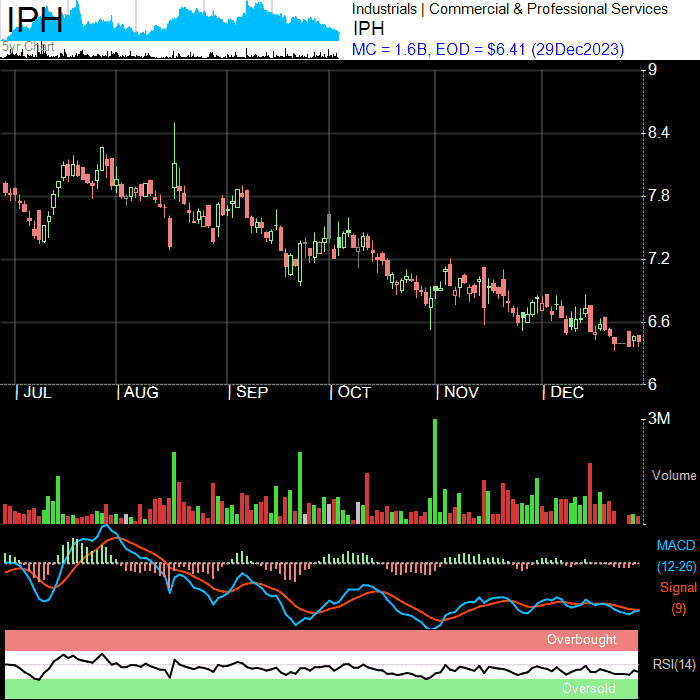 IPH
5yr Chart
Industrials | Commercial & Professional Services
IPH
MC = 1.6B, EOD = $6.41 (29Dec2023)
9
8.4
7.8
7.2
6.6
6
| JUL | AUG | SEP | OCT | NOV | DEC
3M
Volume
MACD
(12-26)
Signal
(9)
Overbought
RSI(14)
Oversold